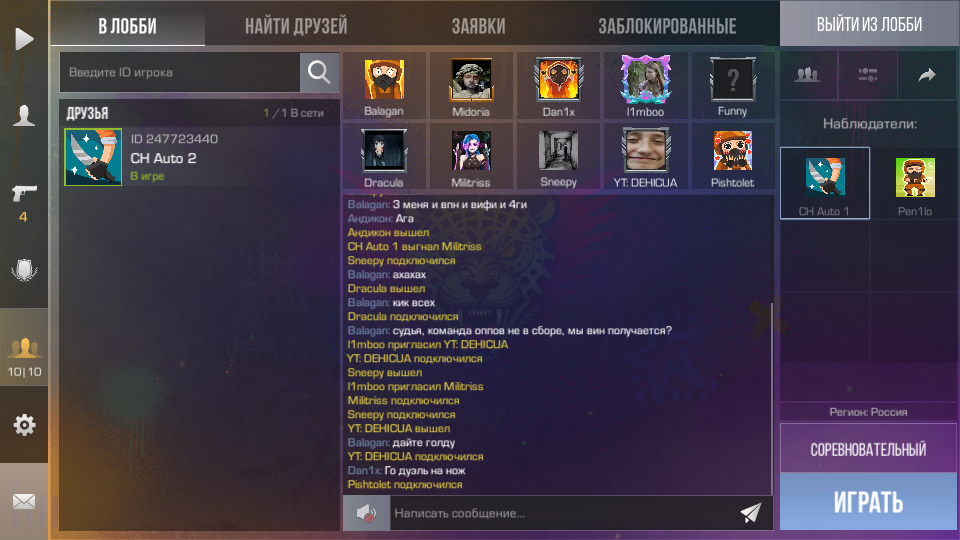 В ЛОББИ
НАЙТИ ДРУЗЕЙ
ЗАЯВКИ
ЗАБЛОКИРОВАННЫЕ
ВЫЙТИ ИЗ ЛОББИ
Введите ID игрока
ДРУЗЬЯ
1 / 1 В сети
ID 247723440
CH Auto 2
В игре
4
10|10
Balagan
Midoria
Dan1x
l1mboo
?
Funny
Dracula
Militriss
Sneepy
YT: DEHICUA
Pishtolet
Balagan: 3 меня и впн и вифи и 4ги
Андикон: Ага
Андикон вышел
CH Auto 1 выгнал Militriss
Sneepy подключился
Balagan: ахахах
Dracula вышел
Balagan: кик всех
Dracula подключился
Balagan: судья, команда оппов не в сборе, мы вин получается?
l1mboo пригласил YT: DEHICUA
YT: DEHICUA подключился
Sneepy вышел
l1mboo пригласил Militriss
Militriss подключился
Sneepy подключился
YT: DEHICUA вышел
Balagan: дайте голду
YT: DEHICUA подключился
Dan1x: Го дуэль на нож
Pishtolet подключился
Написать сообщение...
Наблюдатели:
CH Auto 1
Pen1lo
Регион: Россия
СОРЕВНОВАТЕЛЬНЫЙ
ИГРАТЬ